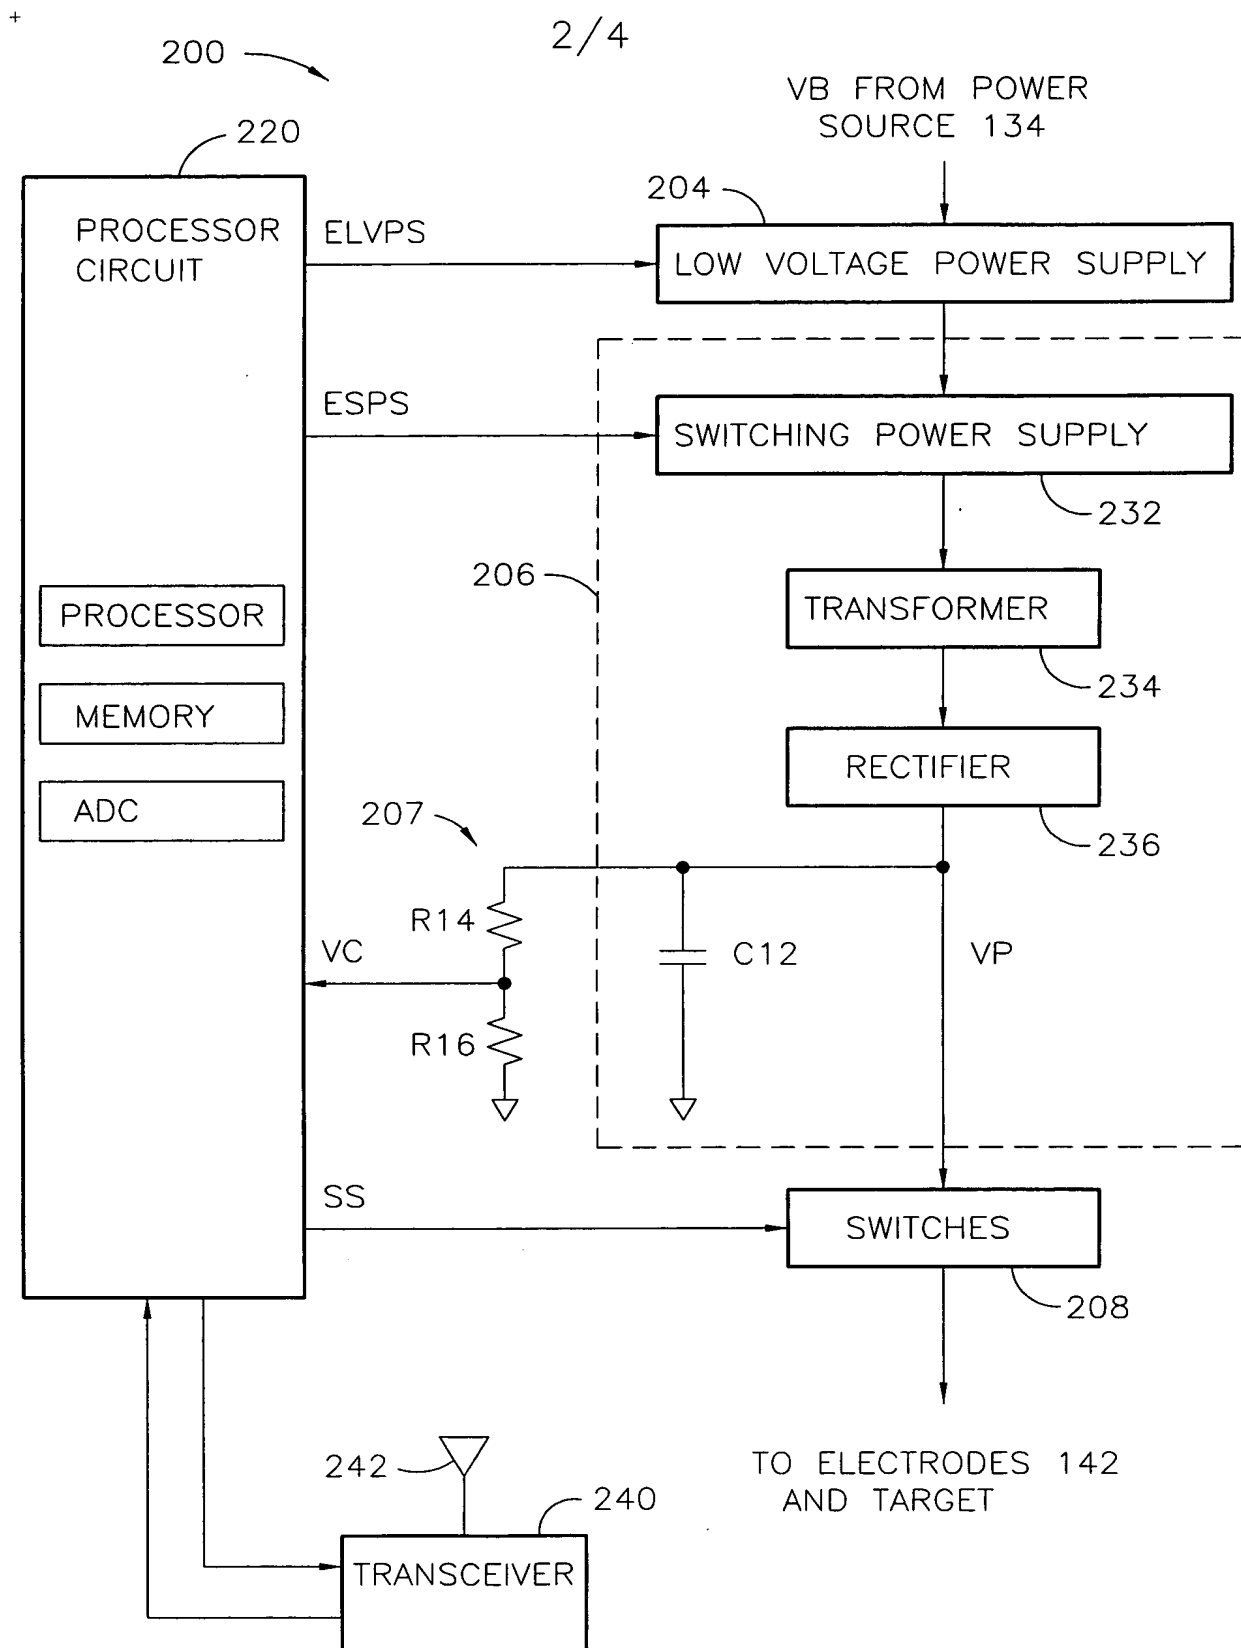 +
2/4
200
VB FROM POWER
SOURCE 134
220
204
PROCESSOR
CIRCUIT
ELVPS
LOW VOLTAGE POWER SUPPLY
ESPS
SWITCHING POWER SUPPLY
232
206
PROCESSOR
TRANSFORMER
234
MEMORY
RECTIFIER
ADC
207
236
R14
VC
C12
VP
R16
SS
SWITCHES
208
242
TO ELECTRODES 142
AND TARGET
240
TRANSCEIVER